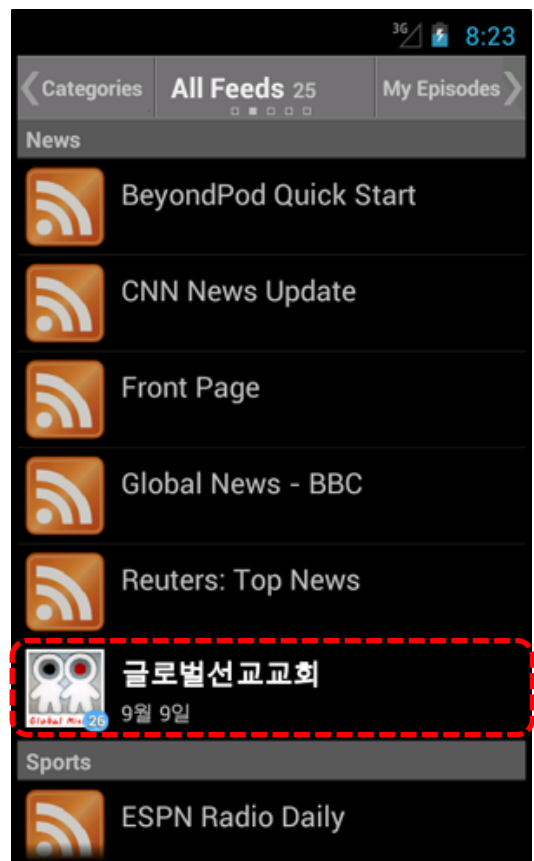 3G 8:23
Categories All Feeds 25 My Episodes
News
BeyondPod Quick Start
CNN News Update
Front Page
Global News - BBC
Reuters: Top News
글로벌선교교회
9월 9일
Global Mis
26
Sports
ESPN Radio Daily